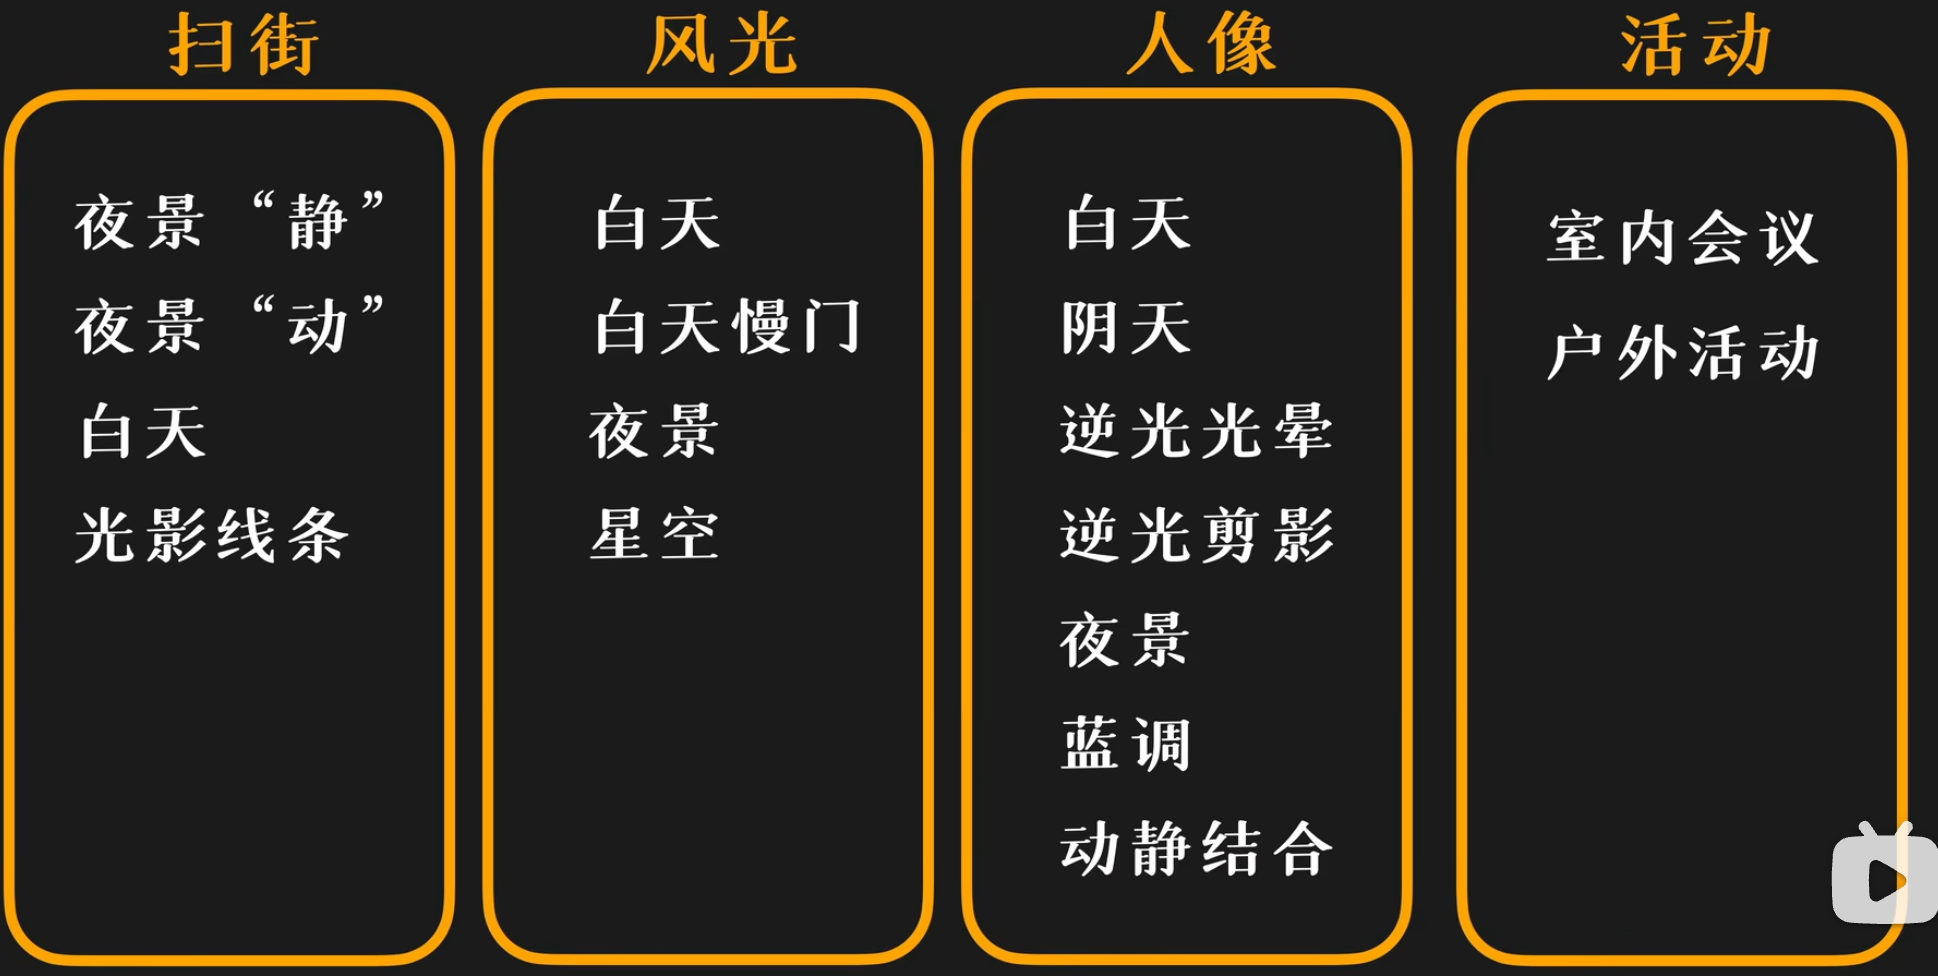 扫街
夜景“静”
夜景“动”
白天
光影线条
风光
白天
白天慢门
夜景
星空
人像
白天
阴天
逆光光晕
逆光剪影
夜景
蓝调
动静结合
活动
室内会议
户外活动